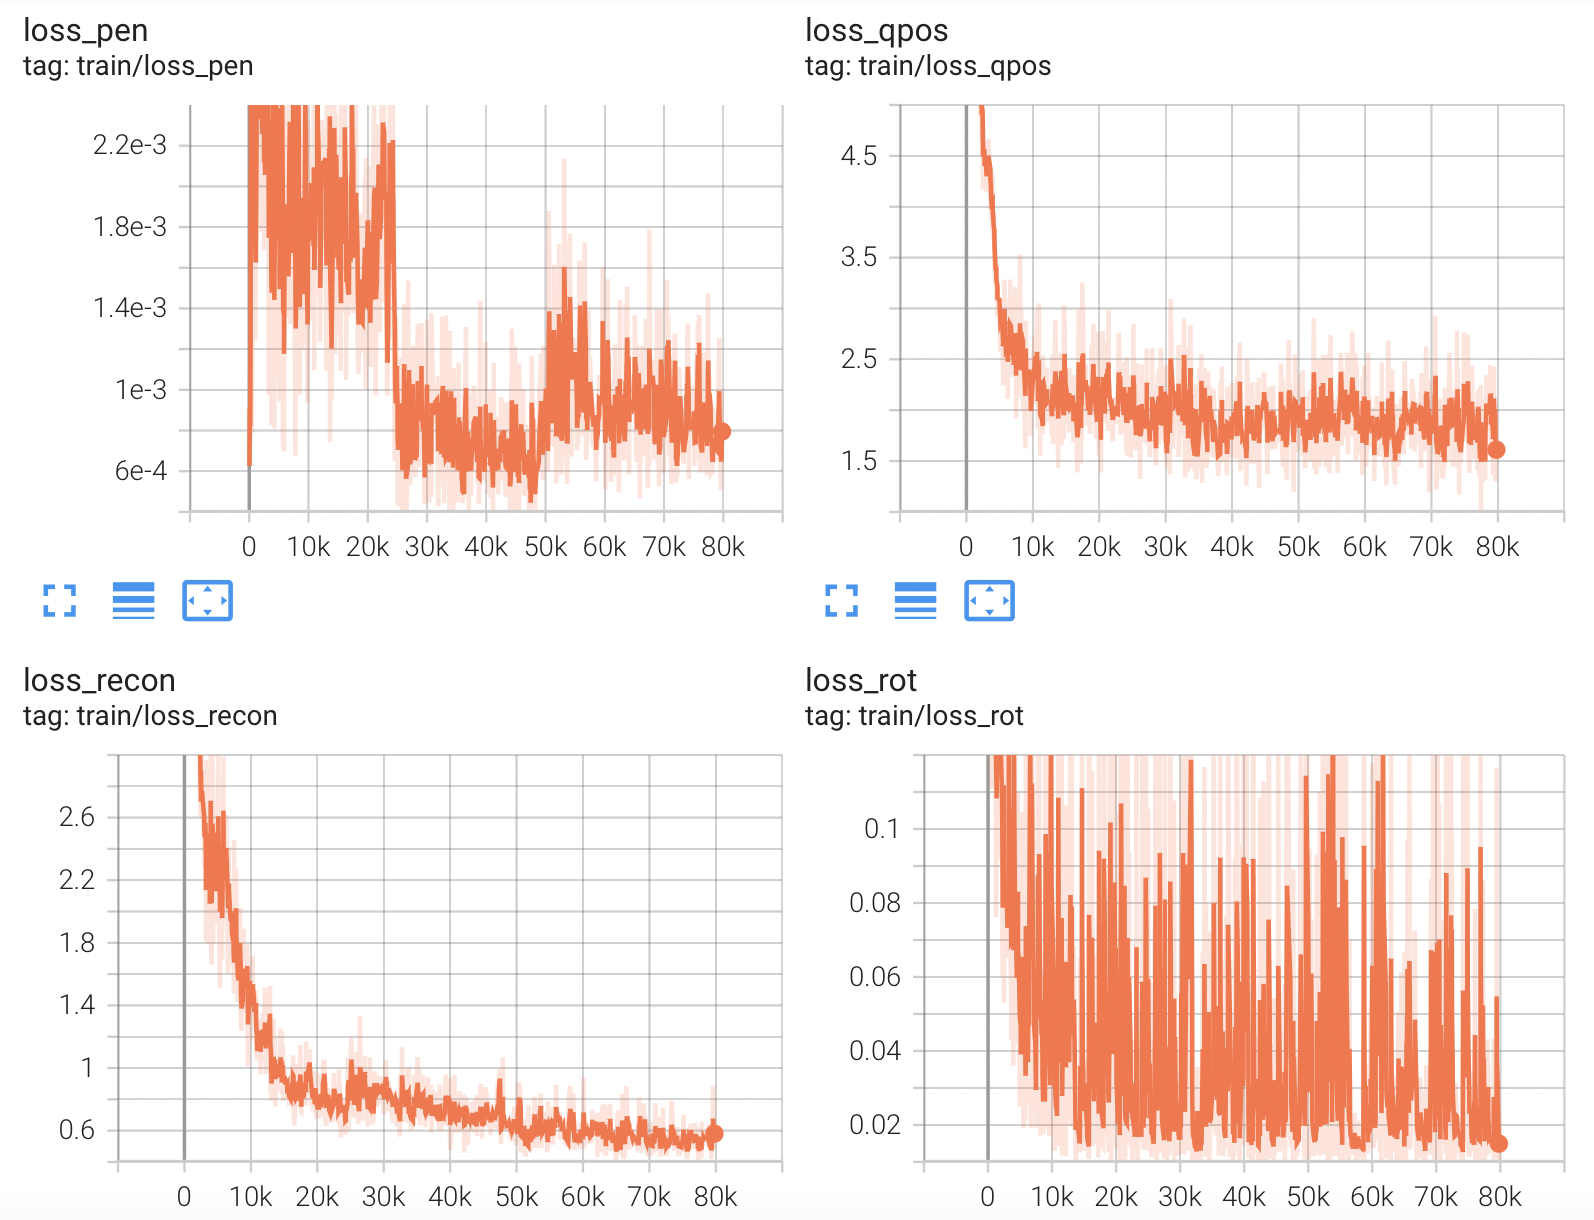 loss_pen
tag: train/loss_pen
2.2e-3
1.8e-3
1.4e-3
1e-3
6e-4
0 10k 20k 30k 40k 50k 60k 70k 80k
loss_qpos
tag: train/loss_qpos
4.5
3.5
2.5
1.5
0 10k 20k 30k 40k 50k 60k 70k 80k
loss_recon
tag: train/loss_recon
2.6
2.2
1.8
1.4
1
0.6
0 10k 20k 30k 40k 50k 60k 70k 80k
loss_rot
tag: train/loss_rot
0.1
0.08
0.06
0.04
0.02
0 10k 20k 30k 40k 50k 60k 70k 80k